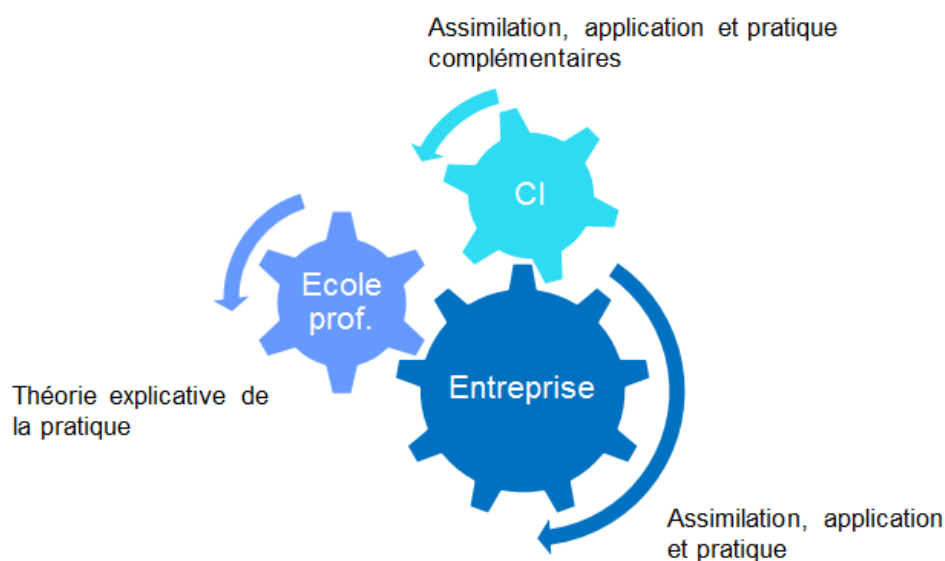 Assimilation, application et pratique
complémentaires
CI
Ecole
prof.
Entreprise
Théorie explicative de
la pratique
Assimilation, application
et pratique